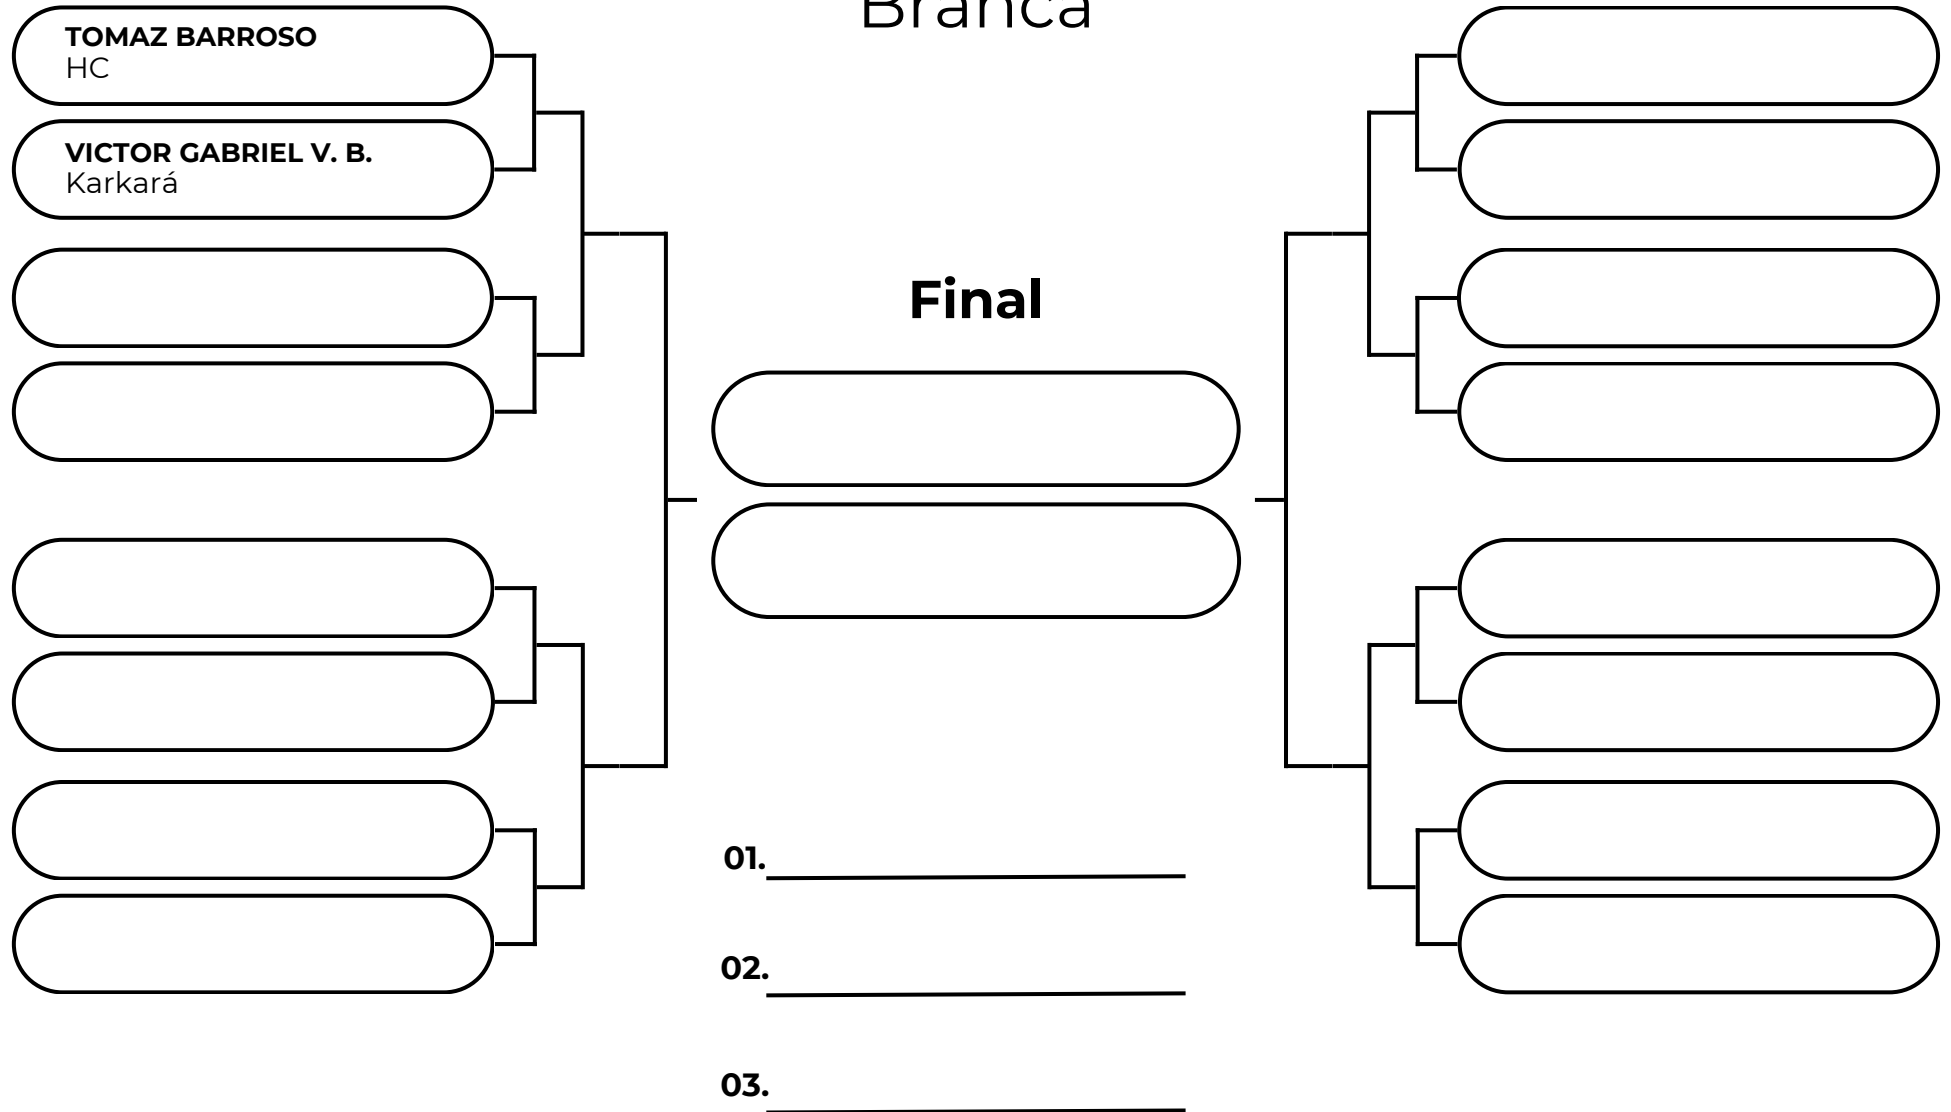 Branca
TOMAZ BARROSO
HC
VICTOR GABRIEL V. B.
Karkará
Final
01.
02.
03.